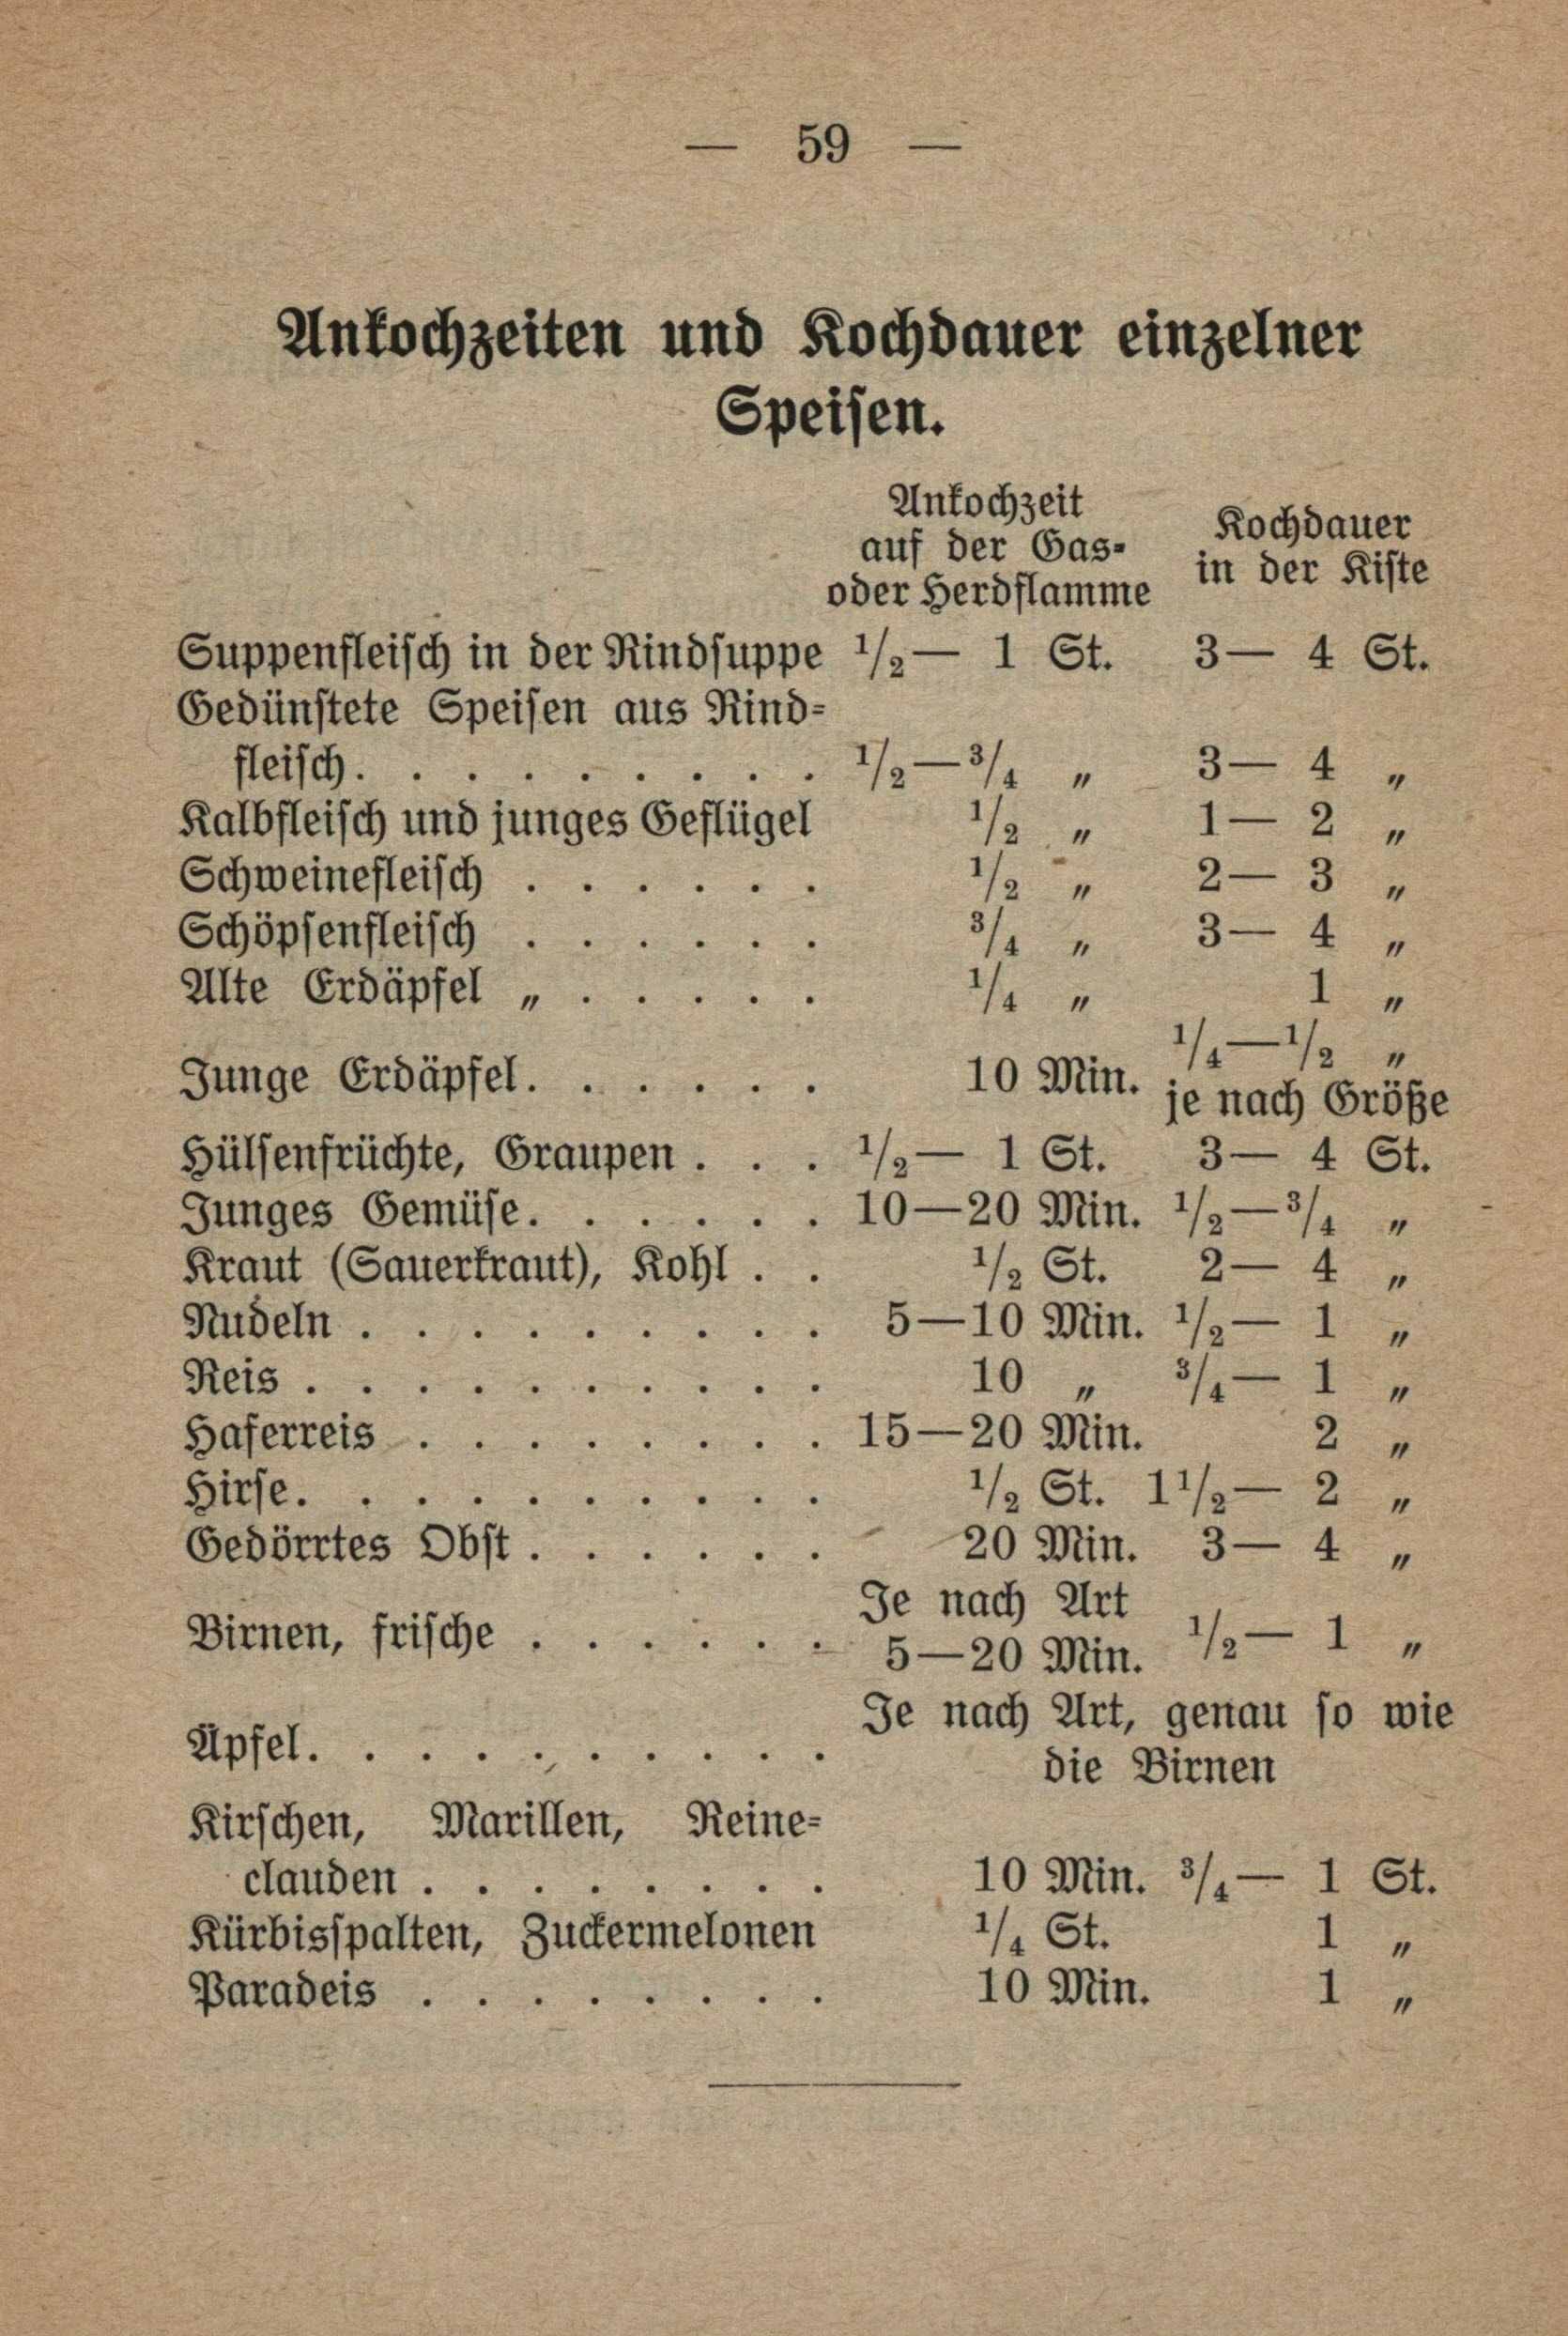 — 59 —
Ankochzeiten und Kochdauer einzelner
Speisen.
Ankochzeit
auf der Gas-
oder Herdflamme
Kochdauer
in der Kiste
Suppenfleisch in der Rindsuppe 1/2— 1 St. 3— 4 St.
Gedünstete Speisen aus Rind-
fleisch. . . . . . . . . 1/2—3/4 „ 3— 4 „
Kalbfleisch und junges Geflügel 1/2 „ 1— 2 „
Schweinefleisch . . . . . . 1/2 „ 2— 3 „
Schöpsenfleisch . . . . . . 3/4 „ 3— 4 „
Alte Erdäpfel „ . . . . . 1/4 „ 1 „
Junge Erdäpfel. . . . . . 10 Min. 1/4—1/2 „
je nach Größe
Hülsenfrüchte, Graupen . . . 1/2— 1 St. 3— 4 St.
Junges Gemüse. . . . . . 10—20 Min. 1/2—3/4 „
Kraut (Sauerkraut), Kohl . . 1/2 St. 2— 4 „
Nudeln . . . . . . . . . 5—10 Min. 1/2— 1 „
Reis . . . . . . . . . . 10 „ 3/4— 1 „
Haferreis . . . . . . . . 15—20 Min. 2 „
Hirse. . . . . . . . . . 1/2 St. 1 1/2— 2 „
Gedörrtes Obst . . . . . . 20 Min. 3— 4 „
Je nach Art
Birnen, frische . . . . . . 5—20 Min. 1/2— 1 „
Je nach Art, genau so wie
Äpfel. . . . . . . . . . die Birnen
Kirschen, Marillen, Reine-
clauden . . . . . . . . 10 Min. 3/4— 1 St.
Kürbisspalten, Zuckermelonen 1/4 St. 1 „
Paradeis . . . . . . . . 10 Min. 1 „